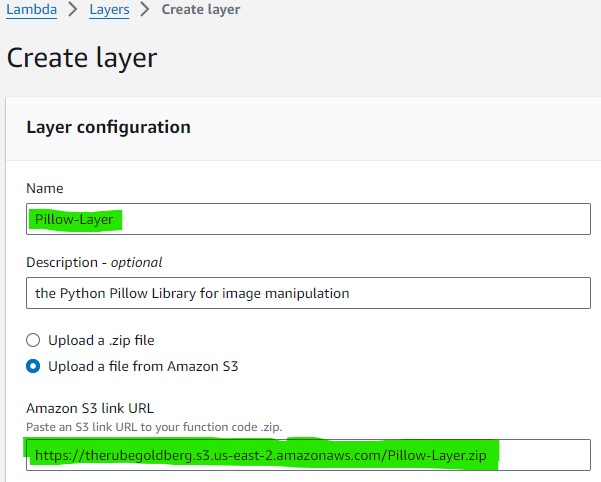 Lambda > Layers > Create layer
Create layer
Layer configuration
Name
Pillow-Layer
Description - optional
the Python Pillow Library for image manipulation
Upload a .zip file
Upload a file from Amazon S3
Amazon S3 link URL
Paste an S3 link URL to your function code .zip.
https://therubegoldberg.s3.us-east-2.amazonaws.com/Pillow-Layer.zip